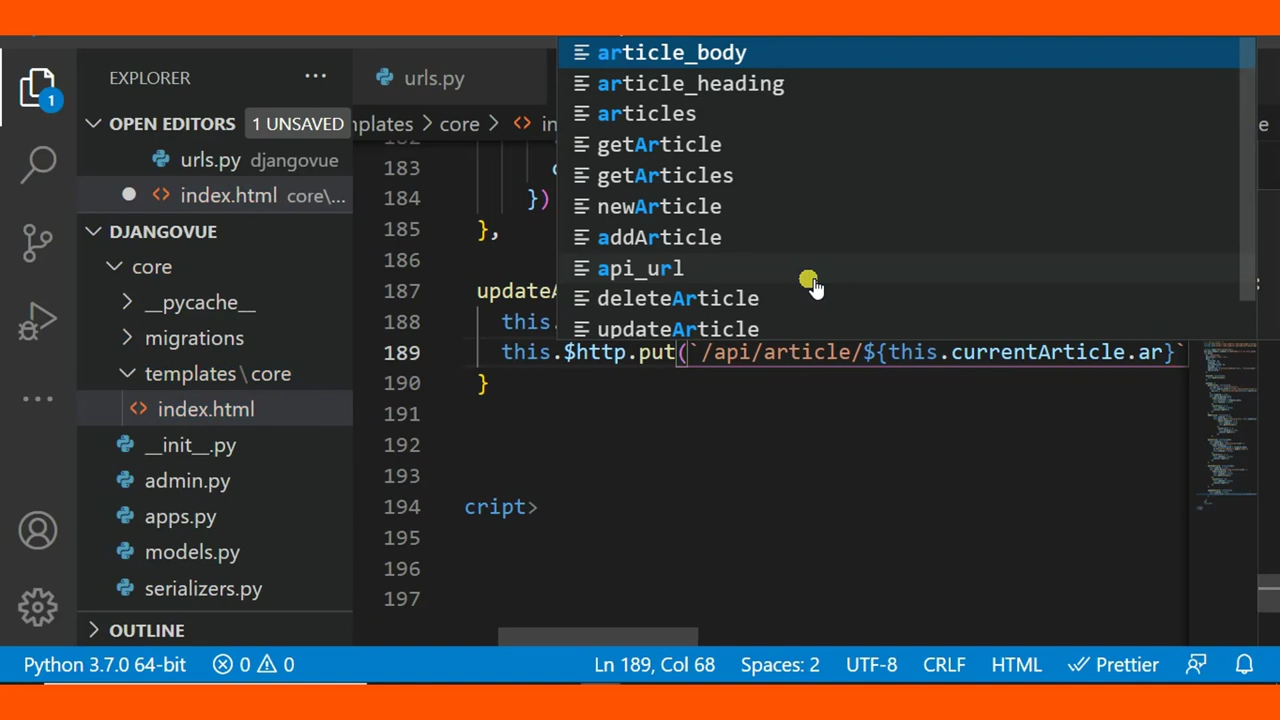 EXPLORER
OPEN EDITORS 1 UNSAVED
urls.py djangovue
index.html core\...
DJANGOVUE
core
__pycache__
migrations
templates\core
index.html
__init__.py
admin.py
apps.py
models.py
serializers.py
OUTLINE
1
urls.py
mplates > core > <> in
article_body
article_heading
articles
getArticle
getArticles
newArticle
addArticle
api_url
deleteArticle
updateArticle
183 c
184 })
185 },
186
187 updateA
188 this.
189 this.$http.put(`/api/article/${this.currentArticle.ar}`
190 }
191
192
193
194 cript>
195
196
197
Python 3.7.0 64-bit 0 0 Ln 189, Col 68 Spaces: 2 UTF-8 CRLF HTML Prettier